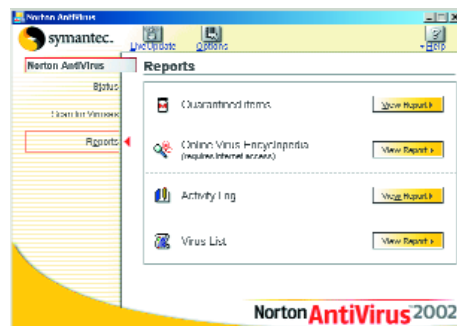 Norton AntiVirus
symantec.
LiveUpdate
Options
Help
Norton AntiVirus
Reports
Status
Scan for Viruses
Reports
Quarantined items
View Report
Online Virus Encyclopedia
(requires internet access)
View Report
Activity Log
View Report
Virus List
View Report
Norton AntiVirus 2002